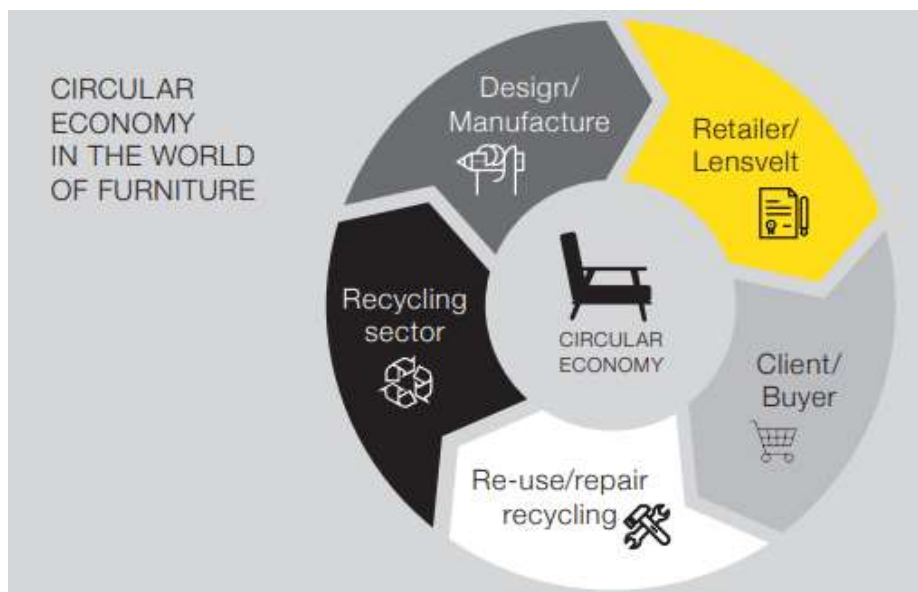 CIRCULAR
ECONOMY
IN THE WORLD
OF FURNITURE
Design/
Manufacture
Retailer/
Lensvelt
Client/
Buyer
Re-use/repair
recycling
Recycling
sector
CIRCULAR
ECONOMY